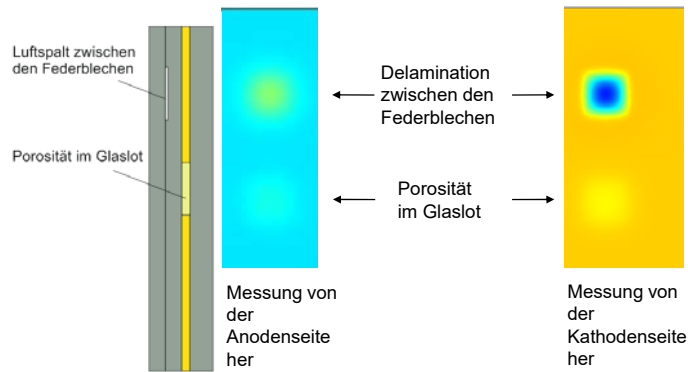 Luftspalt zwischen
den Federblechen
Porosität im Glaslot
Delamination
zwischen den
Federblechen
Porosität
im Glaslot
Messung von
der
Anodenseite
her
Messung von
der
Kathodenseite
her